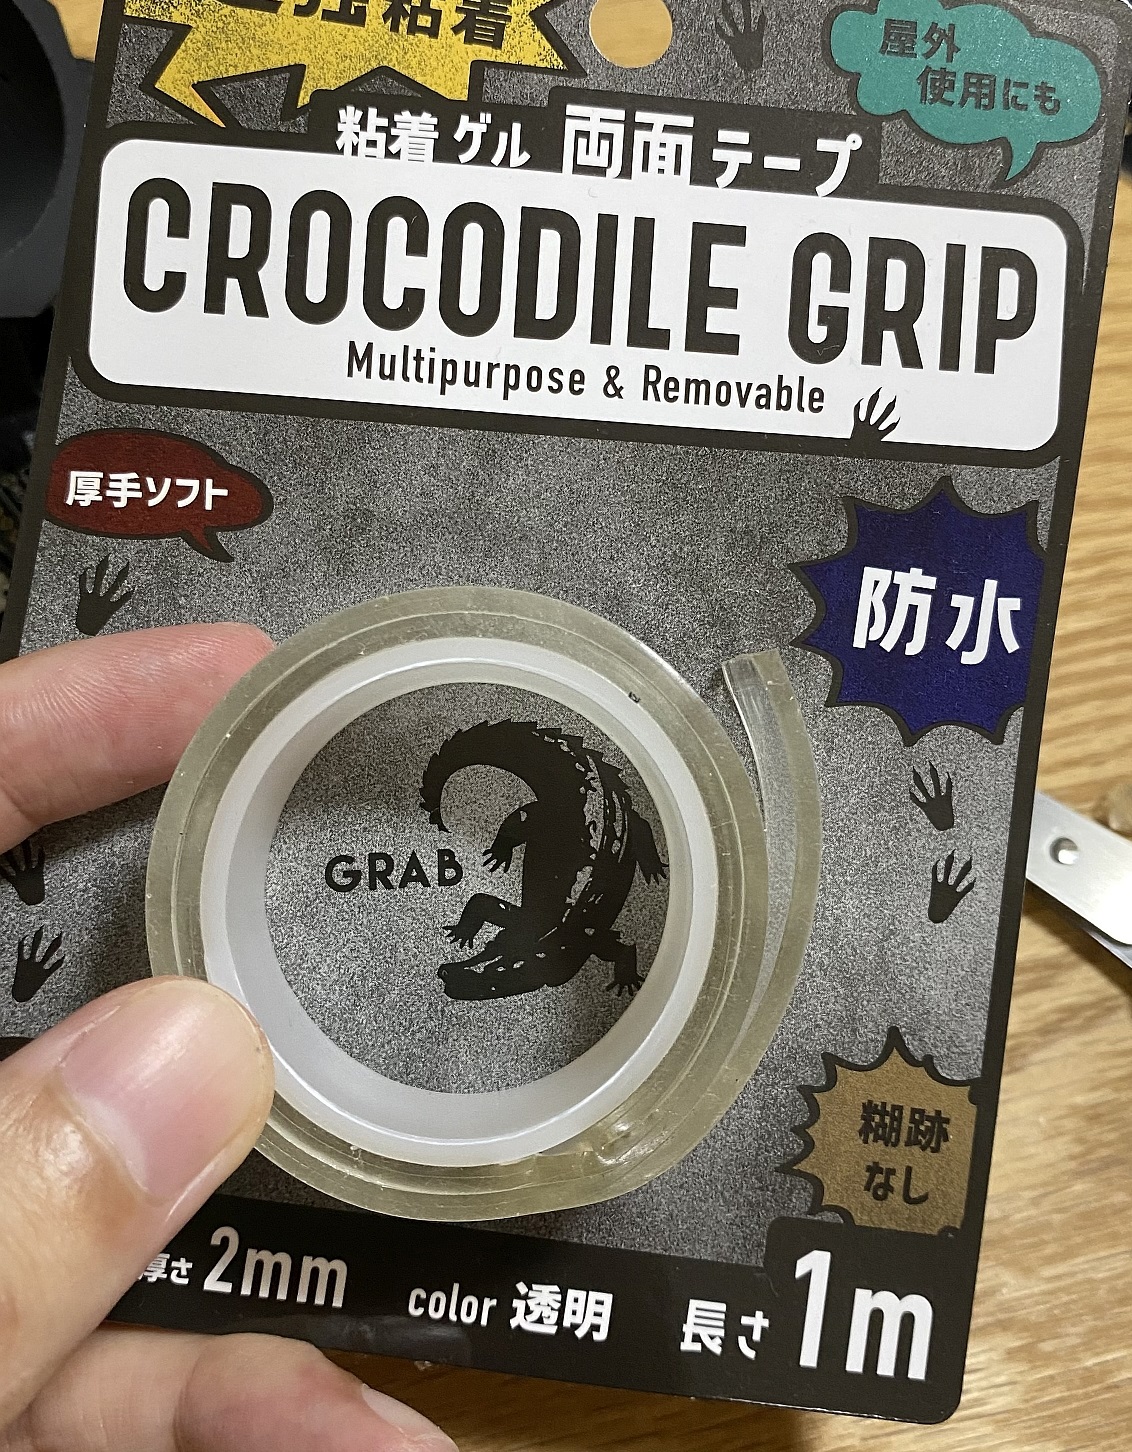 粘着
屋外
使用にも
粘着ゲル 両面テープ
CROCODILE GRIP
Multipurpose & Removable
厚手ソフト
防水
GRAB
糊跡
なし
厚さ 2mm color 透明 長さ 1m